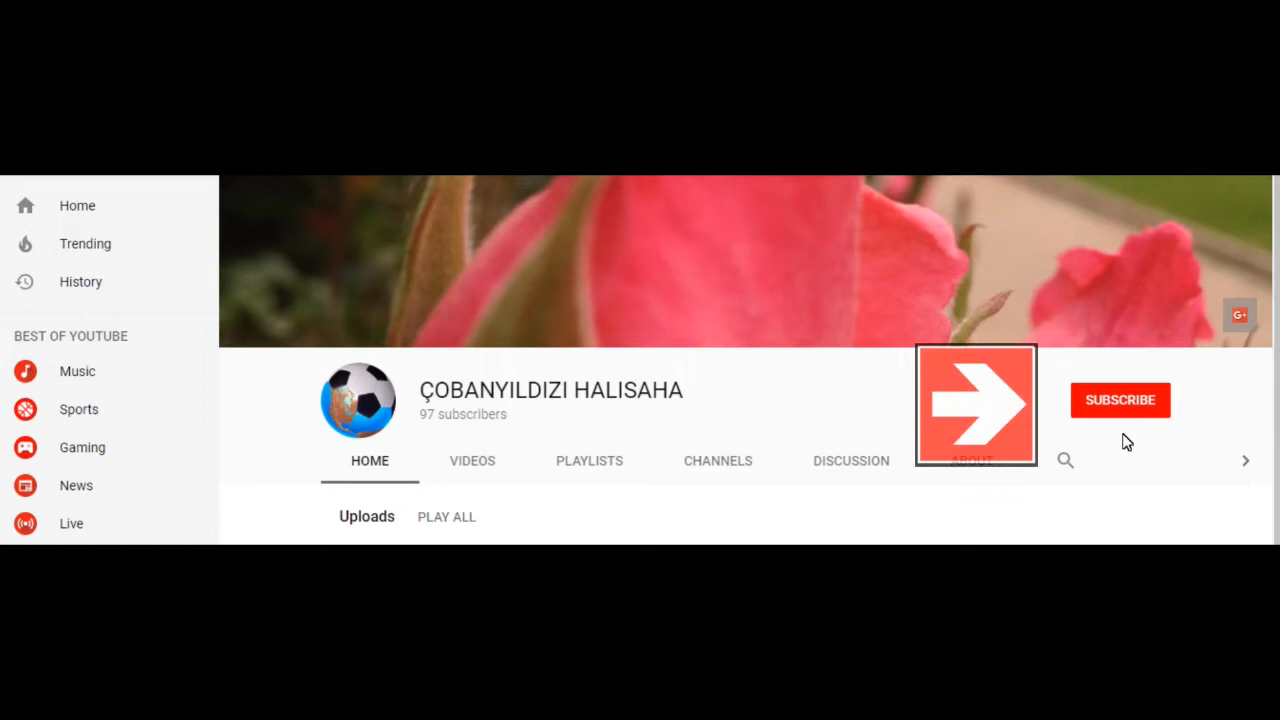 Home
Trending
History
BEST OF YOUTUBE
Music
Sports
Gaming
News
Live
G+
ÇOBANYILDIZI HALISAHA
97 subscribers
SUBSCRIBE
HOME VIDEOS PLAYLISTS CHANNELS DISCUSSION ABOUT
Uploads PLAY ALL